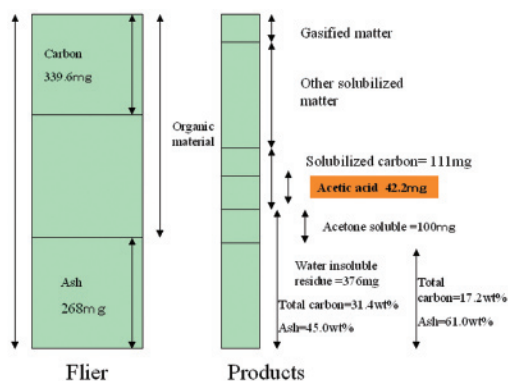 Carbon
339.6mg
Ash
268mg
Flier
Organic
material
Products
Gasified matter
Other solubilized
matter
Solubilized carbon= 111mg
Acetic acid 42.2mg
Acetone soluble =100mg
Water insoluble
residue =376mg
Total carbon=31.4wt%
Ash=45.0wt%
Total
carbon=17.2wt%
Ash=61.0wt%